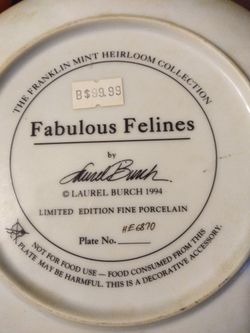 THE FRANKLIN MINT HEIRLOOM COLLECTION
B$99.99
Fabulous Felines
by
Laurel Burch
© LAUREL BURCH 1994
LIMITED EDITION FINE PORCELAIN
HE6870
Plate No.
NOT FOR FOOD USE — FOOD CONSUMED FROM THIS
PLATE MAY BE HARMFUL. THIS IS A DECORATIVE ACCESSORY.